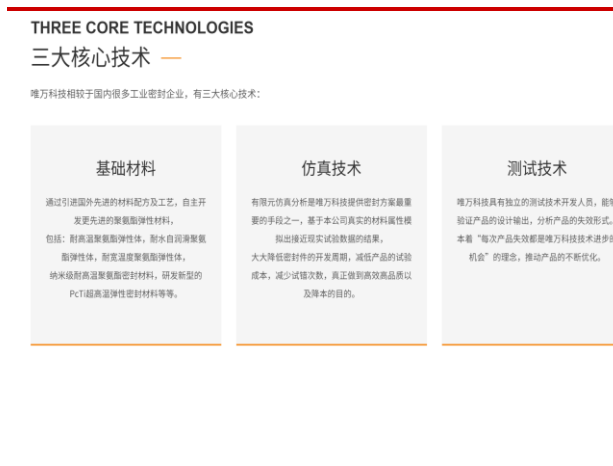 THREE CORE TECHNOLOGIES
三大核心技术
唯万科技相较于国内很多工业密封企业，有三大核心技术：
基础材料
通过引进国外先进的材料配方及工艺，自主开
发更先进的聚氨酯弹性材料，
包括：耐高温聚氨酯弹性体，耐水自润滑聚氨
酯弹性体，耐宽温度聚氨酯弹性体，
纳米级耐高温聚氨酯密封材料，研发新型的
PcTi超高温弹性密封材料等等。
仿真技术
有限元仿真分析是唯万科技提供密封方案最重
要的手段之一，基于本公司真实的材料属性模
拟出接近现实试验数据的结果，
大大降低密封件的开发周期，减低产品的试验
成本，减少试错次数，真正做到高效高品质以
及降本的目的。
测试技术
唯万科技具有独立的测试技术开发人员，能
验证产品的设计输出，分析产品的失效形式。
本着“每次产品失效都是唯万科技技术进步
机会”的理念，推动产品的不断优化。